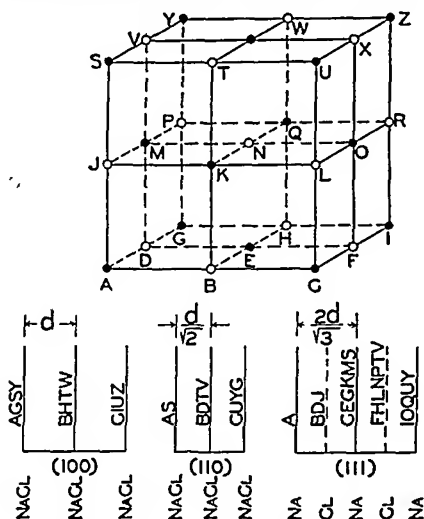 Y W Z
V X
S T U
P Q R
J M N O
K L
G H I
D E F
A B G
d d/√2 2d/√3
AGSY BHTW CIUZ AS BDTV CUYG A BDJ CEGKMS FHLNPTV IOQUY
(100) (110) (111)
NACL NACL NACL NACL NACL NACL NA CL NA CL NA